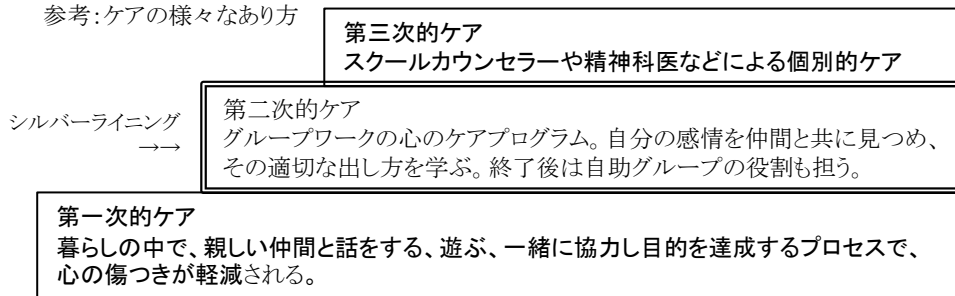 参考:ケアの様々なあり方
第三次的ケア
スクールカウンセラーや精神科医などによる個別的ケア
シルバーライニング
→→
第二次的ケア
グループワークの心のケアプログラム。自分の感情を仲間と共に見つめ、
その適切な出し方を学ぶ。終了後は自助グループの役割も担う。
第一次的ケア
暮らしの中で、親しい仲間と話をする、遊ぶ、一緒に協力し目的を達成するプロセスで、
心の傷つきが軽減される。